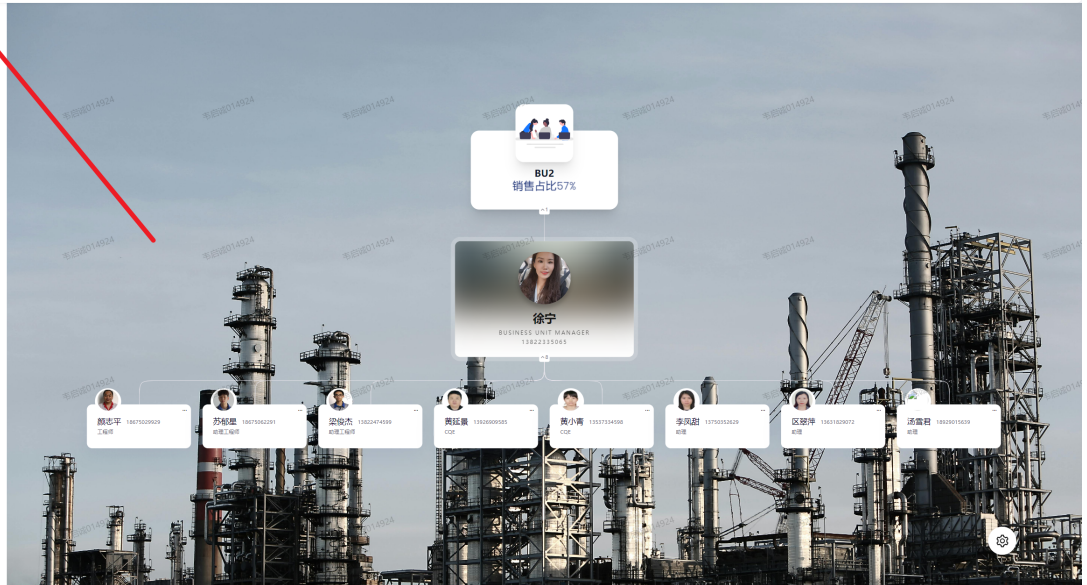 BU2
销售占比57%
徐宁
BUSINESS UNIT MANAGER
13822335065
颜志平 18675029929
工程师
苏郁星 18675062291
助理工程师
梁俊杰 13822474599
助理工程师
黄延景 13926909585
CQE
黄小青 13537334598
CQE
李凤甜 13750352629
助理
区翠萍 13631829072
助理
汤雪君 18929015639
助理